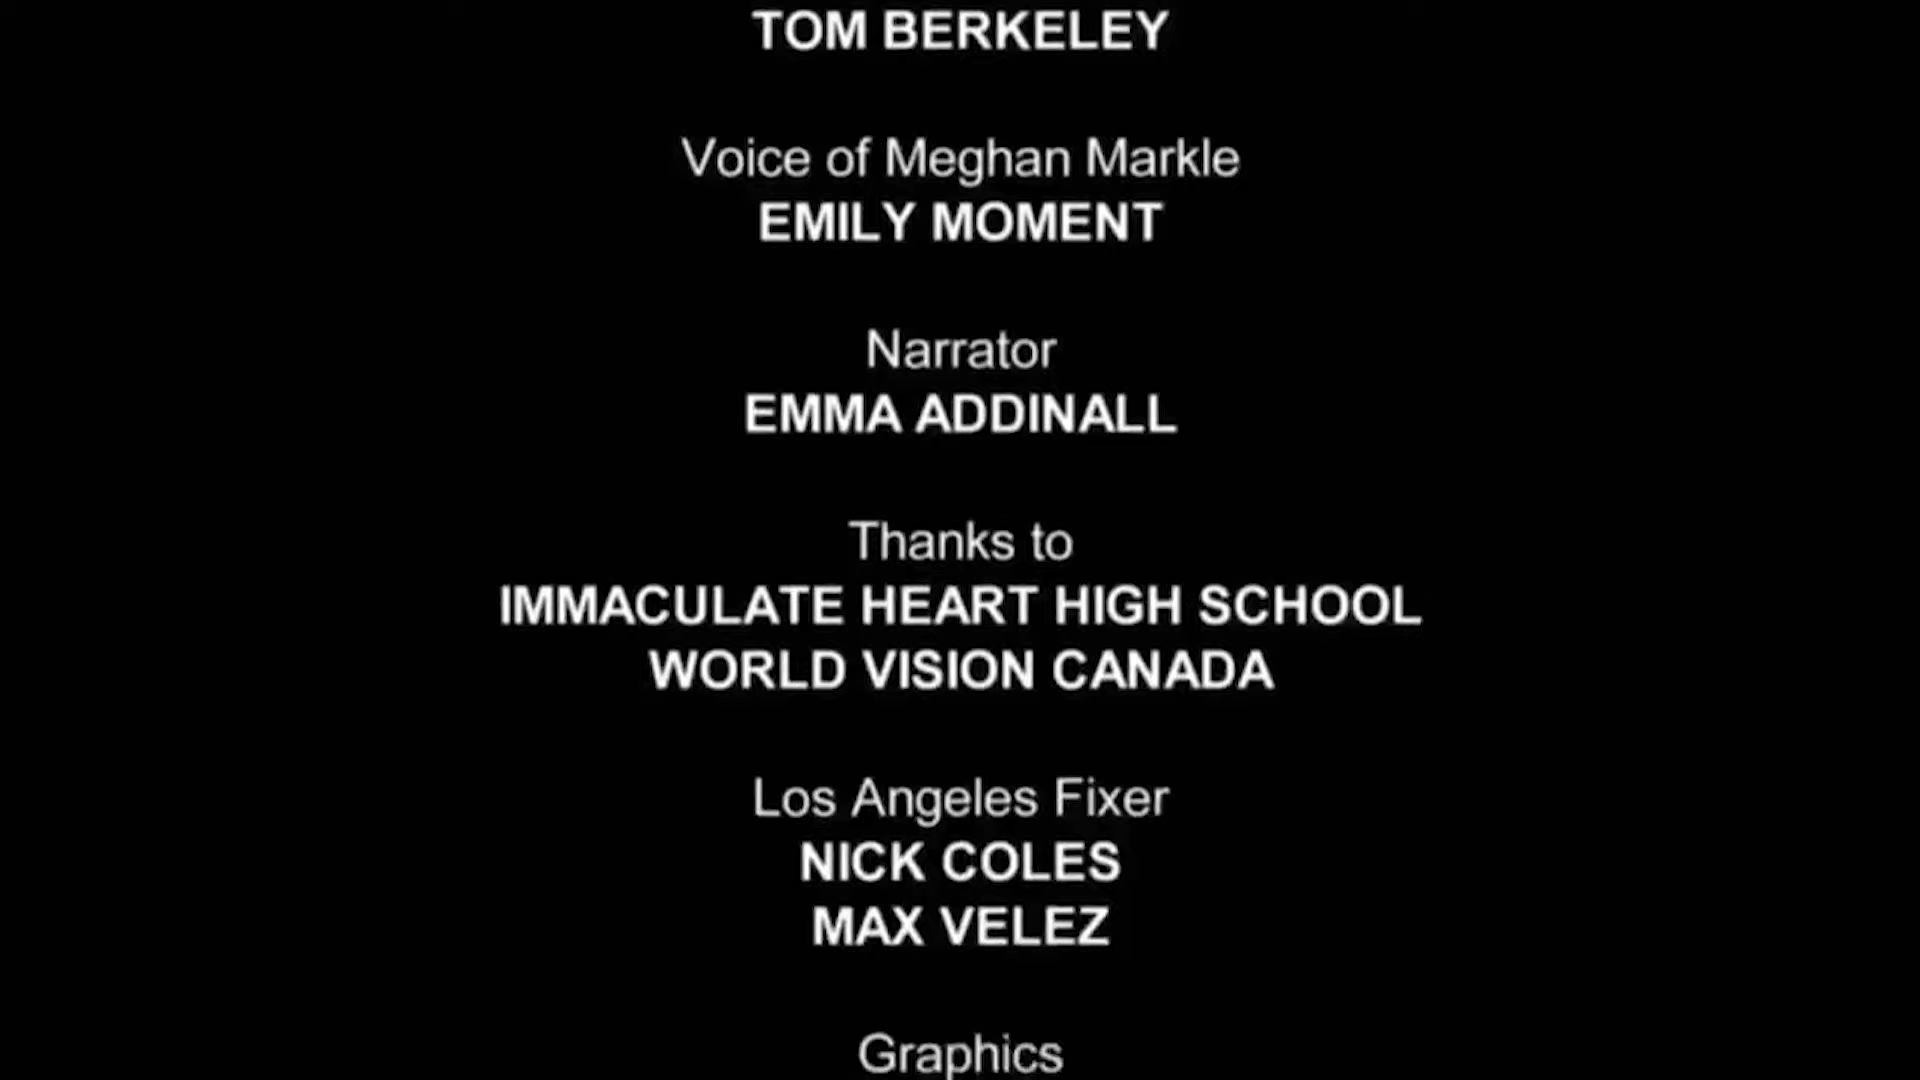 TOM BERKELEY
Voice of Meghan Markle
EMILY MOMENT
Narrator
EMMA ADDINALL
Thanks to
IMMACULATE HEART HIGH SCHOOL
WORLD VISION CANADA
Los Angeles Fixer
NICK COLES
MAX VELEZ
Graphics